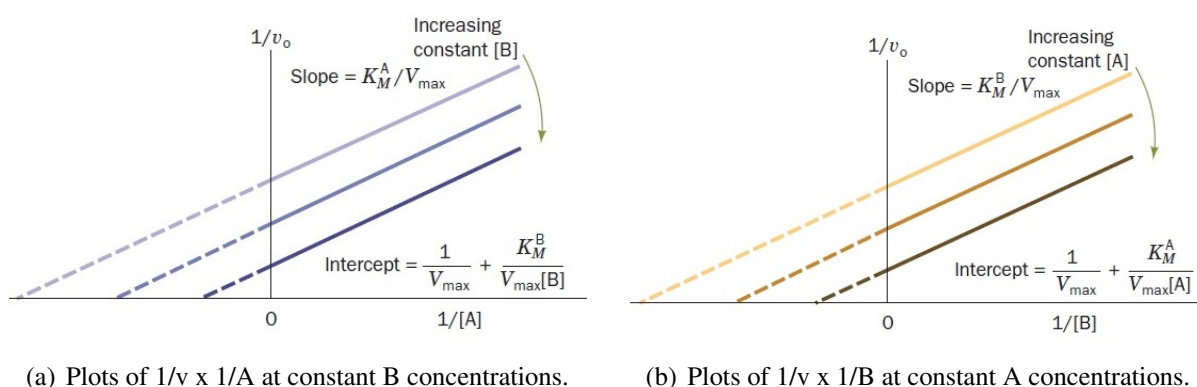 1/vₒ
Increasing
constant [B]
Slope = K_M^A/V_max
Intercept = 1/V_max + K_M^B/V_max[B]
0
1/[A]
(a) Plots of 1/v x 1/A at constant B concentrations.
1/vₒ
Increasing
constant [A]
Slope = K_M^B/V_max
Intercept = 1/V_max + K_M^A/V_max[A]
0
1/[B]
(b) Plots of 1/v x 1/B at constant A concentrations.